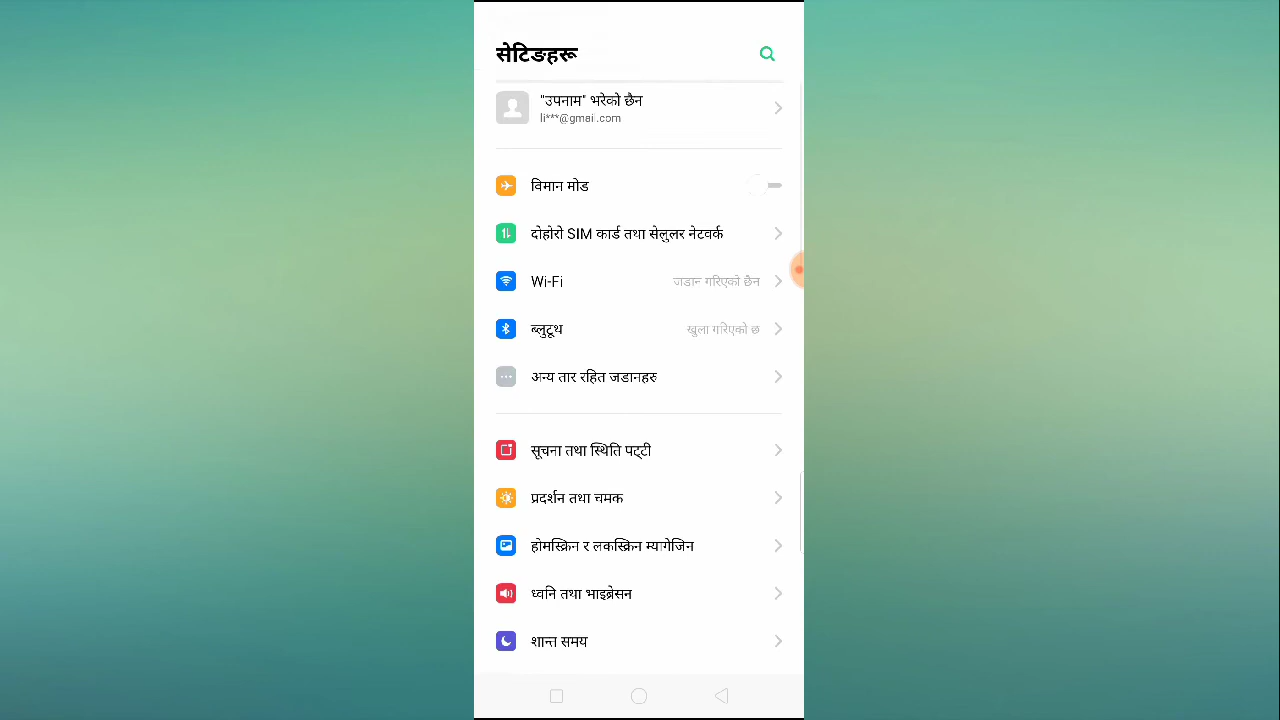 सेटिङहरू
"उपनाम" भरेको छैन
li***@gmail.com
विमान मोड
दोहोरो SIM कार्ड तथा सेलुलर नेटवर्क
Wi-Fi जडान गरिएको छैन
ब्लुटूथ खुला गरिएको छ
अन्य तार रहित जडानहरु
सूचना तथा स्थिति पट्टी
प्रदर्शन तथा चमक
होमस्क्रिन र लकस्क्रिन म्यागेजिन
ध्वनि तथा भाइब्रेसन
शान्त समय